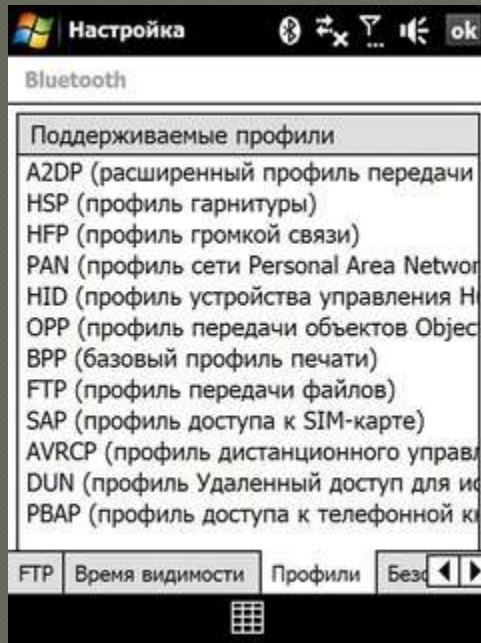 Настройка ok
Bluetooth
Поддерживаемые профили
A2DP (расширенный профиль передачи
HSP (профиль гарнитуры)
HFP (профиль громкой связи)
PAN (профиль сети Personal Area Networ
HID (профиль устройства управления H
OPP (профиль передачи объектов Objec
BPP (базовый профиль печати)
FTP (профиль передачи файлов)
SAP (профиль доступа к SIM-карте)
AVRCP (профиль дистанционного управл
DUN (профиль Удаленный доступ для ис
PBAP (профиль доступа к телефонной к
FTP Время видимости Профили Без